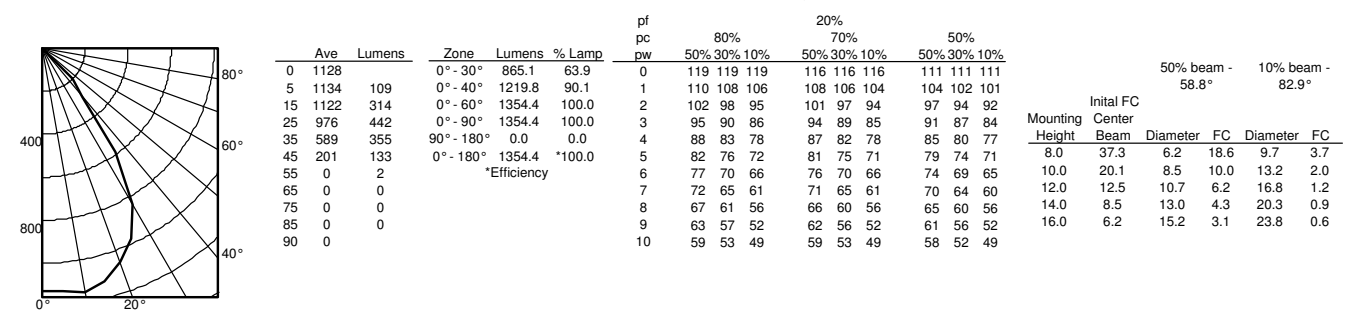 400
800
0°
20°
40°
60°
80°
Ave Lumens
0 1128
5 1134 109
15 1122 314
25 976 442
35 589 355
45 201 133
55 0 2
65 0 0
75 0 0
85 0 0
90 0
Zone Lumens % Lamp
0° - 30° 865.1 63.9
0° - 40° 1219.8 90.1
0° - 60° 1354.4 100.0
0° - 90° 1354.4 100.0
90° - 180° 0.0 0.0
0° - 180° 1354.4 *100.0
*Efficiency
pf 20%
pc 80% 70% 50%
pw 50% 30% 10% 50% 30% 10% 50% 30% 10%
0 119 119 119 116 116 116 111 111 111
1 110 108 106 108 106 104 104 102 101
2 102 98 95 101 97 94 97 94 92
3 95 90 86 94 89 85 91 87 84
4 88 83 78 87 82 78 85 80 77
5 82 76 72 81 75 71 79 74 71
6 77 70 66 76 70 66 74 69 65
7 72 65 61 71 65 61 70 64 60
8 67 61 56 66 60 56 65 60 56
9 63 57 52 62 56 52 61 56 52
10 59 53 49 59 53 49 58 52 49
50% beam - 10% beam -
58.8° 82.9°
Inital FC
Mounting Center
Height Beam Diameter FC Diameter FC
8.0 37.3 6.2 18.6 9.7 3.7
10.0 20.1 8.5 10.0 13.2 2.0
12.0 12.5 10.7 6.2 16.8 1.2
14.0 8.5 13.0 4.3 20.3 0.9
16.0 6.2 15.2 3.1 23.8 0.6